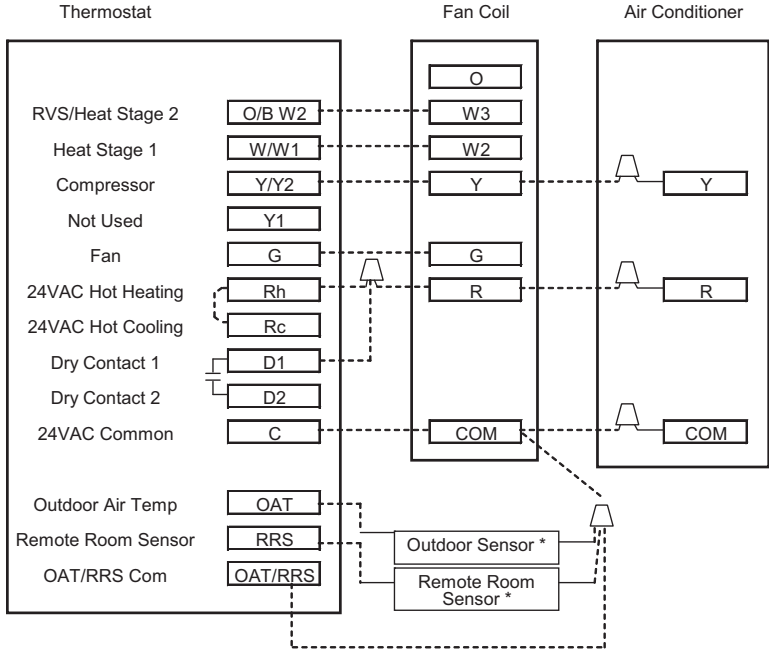 Thermostat Fan Coil Air Conditioner
O
RVS/Heat Stage 2 O/B W2 W3
Heat Stage 1 W/W1 W2
Compressor Y/Y2 Y Y
Not Used Y1
Fan G G
24VAC Hot Heating Rh R R
24VAC Hot Cooling Rc
Dry Contact 1 D1
Dry Contact 2 D2
24VAC Common C COM COM
Outdoor Air Temp OAT
Remote Room Sensor RRS
Outdoor Sensor *
OAT/RRS Com OAT/RRS
Remote Room
Sensor *